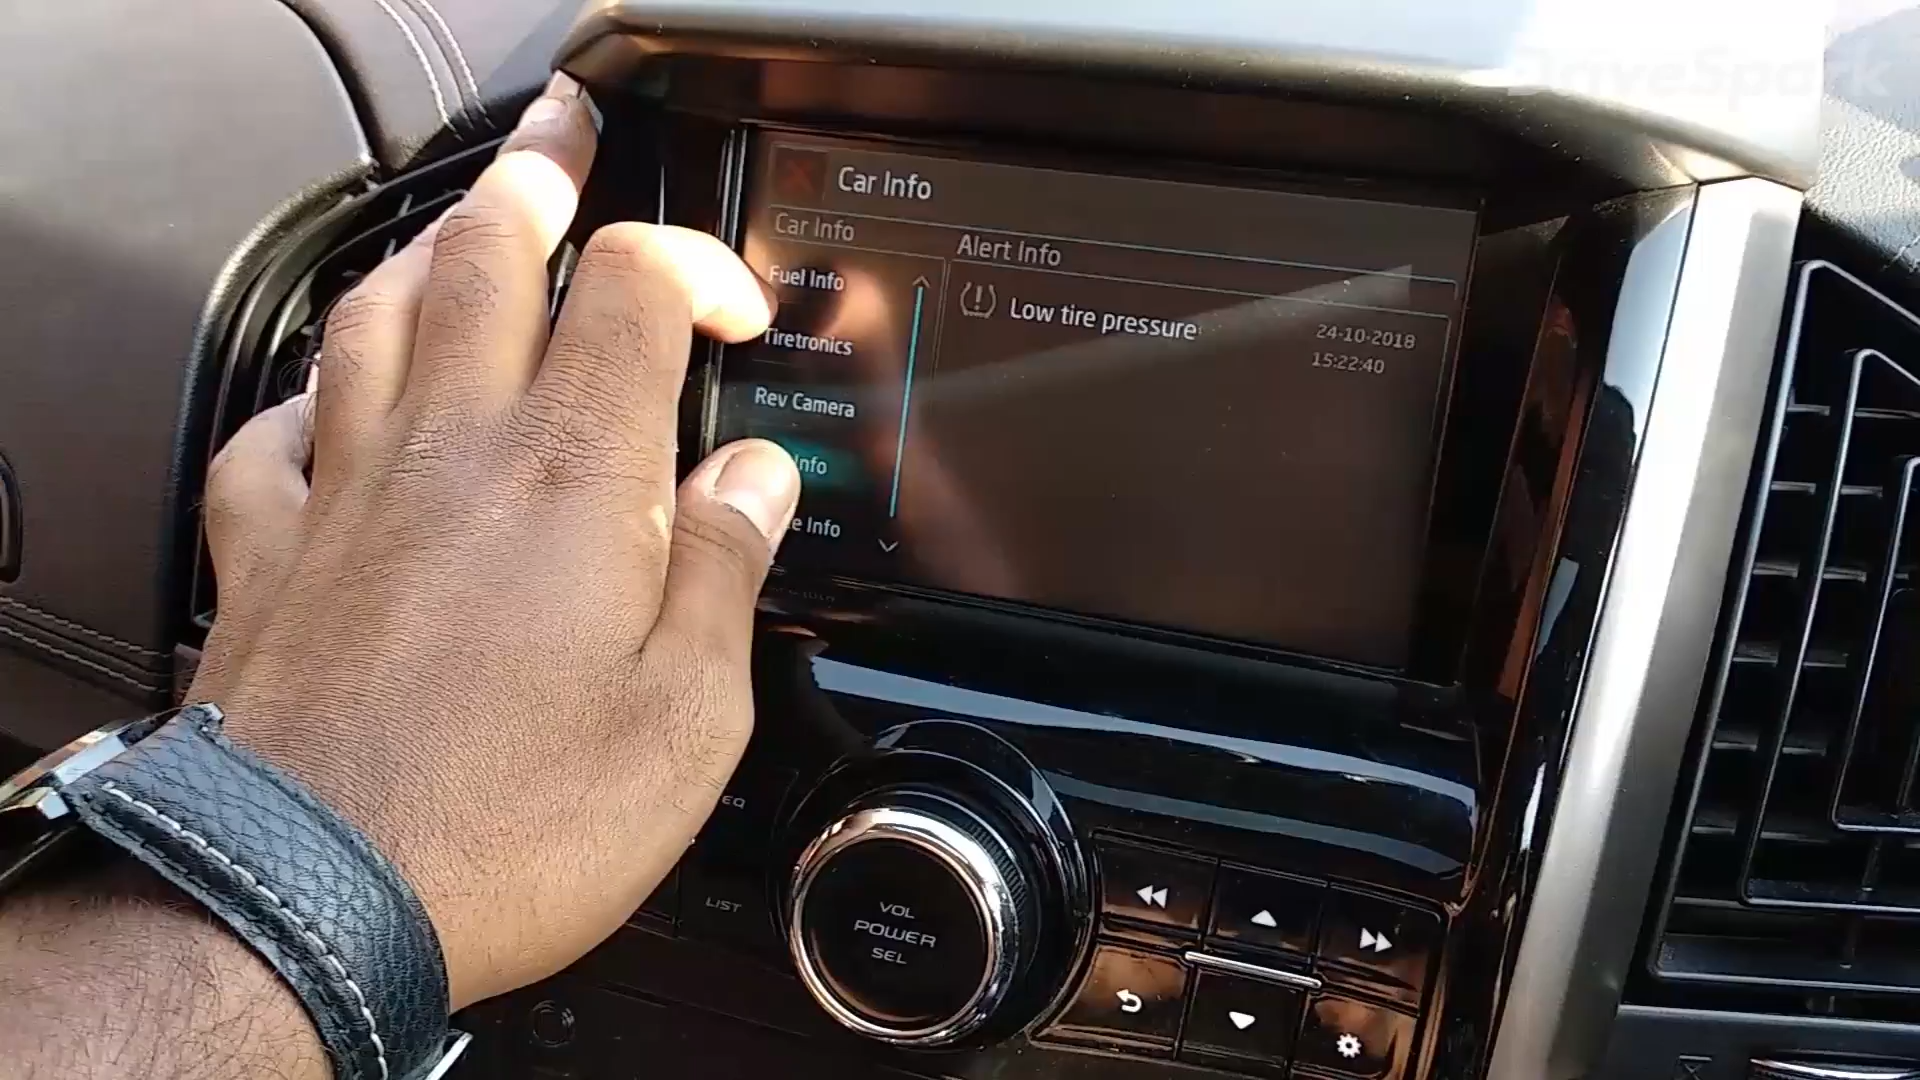 DriveSpark
Car Info
Car Info
Fuel Info
Tiretronics
Rev Camera
Info
e Info
Alert Info
Low tire pressure
24-10-2018
15:22:40
EQ
LIST
VOL
POWER
SEL